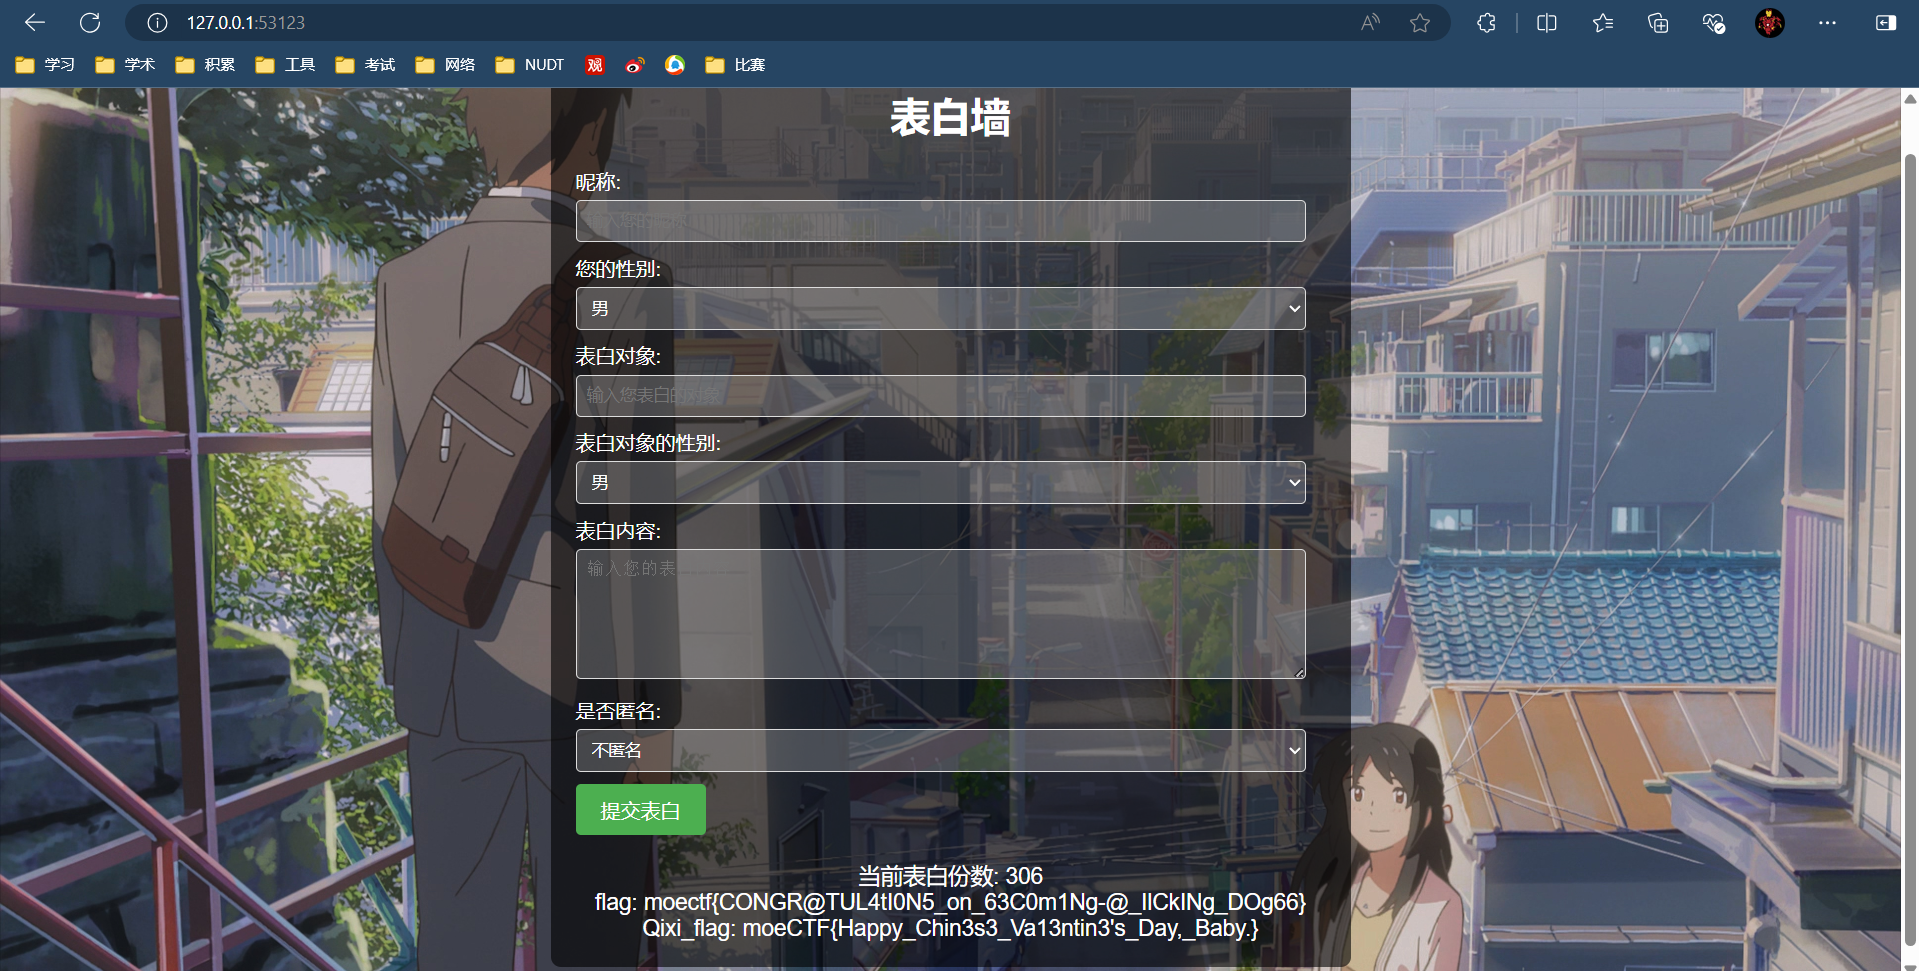 127.0.0.1:53123
学习 学术 积累 工具 考试 网络 NUDT 观 比赛
表白墙
昵称:
您的性别:
男
表白对象:
输入您表白的对象
表白对象的性别:
男
表白内容:
输入您的表
是否匿名:
不匿名
提交表白
当前表白份数: 306
flag: moectf{CONGR@TUL4tI0N5_on_63C0m1Ng-@_lICkINg_DOg66}
Qixi_flag: moeCTF{Happy_Chin3s3_Va13ntin3's_Day,_Baby.}